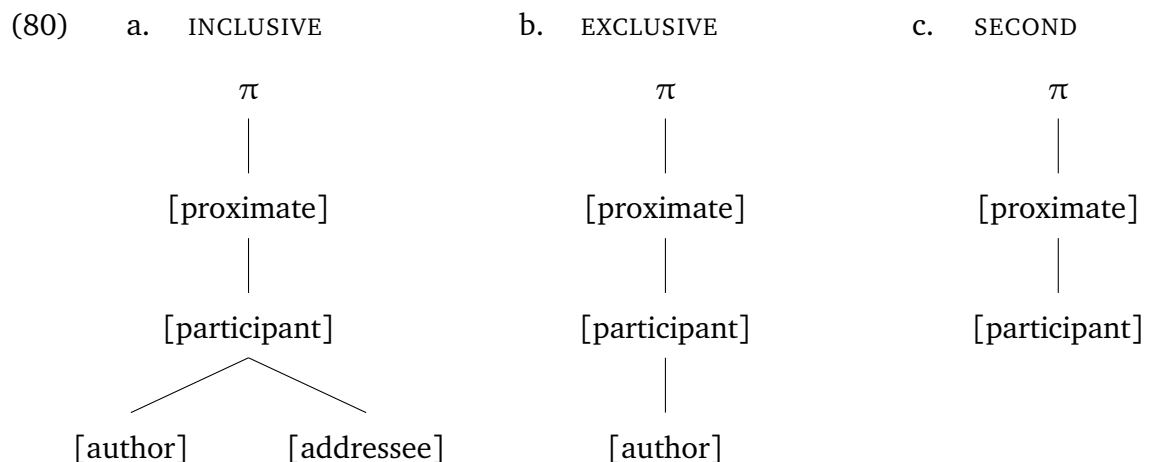 (80) a. INCLUSIVE b. EXCLUSIVE c. SECOND
π π π
[proximate] [proximate] [proximate]
[participant] [participant] [participant]
[author] [addressee] [author]